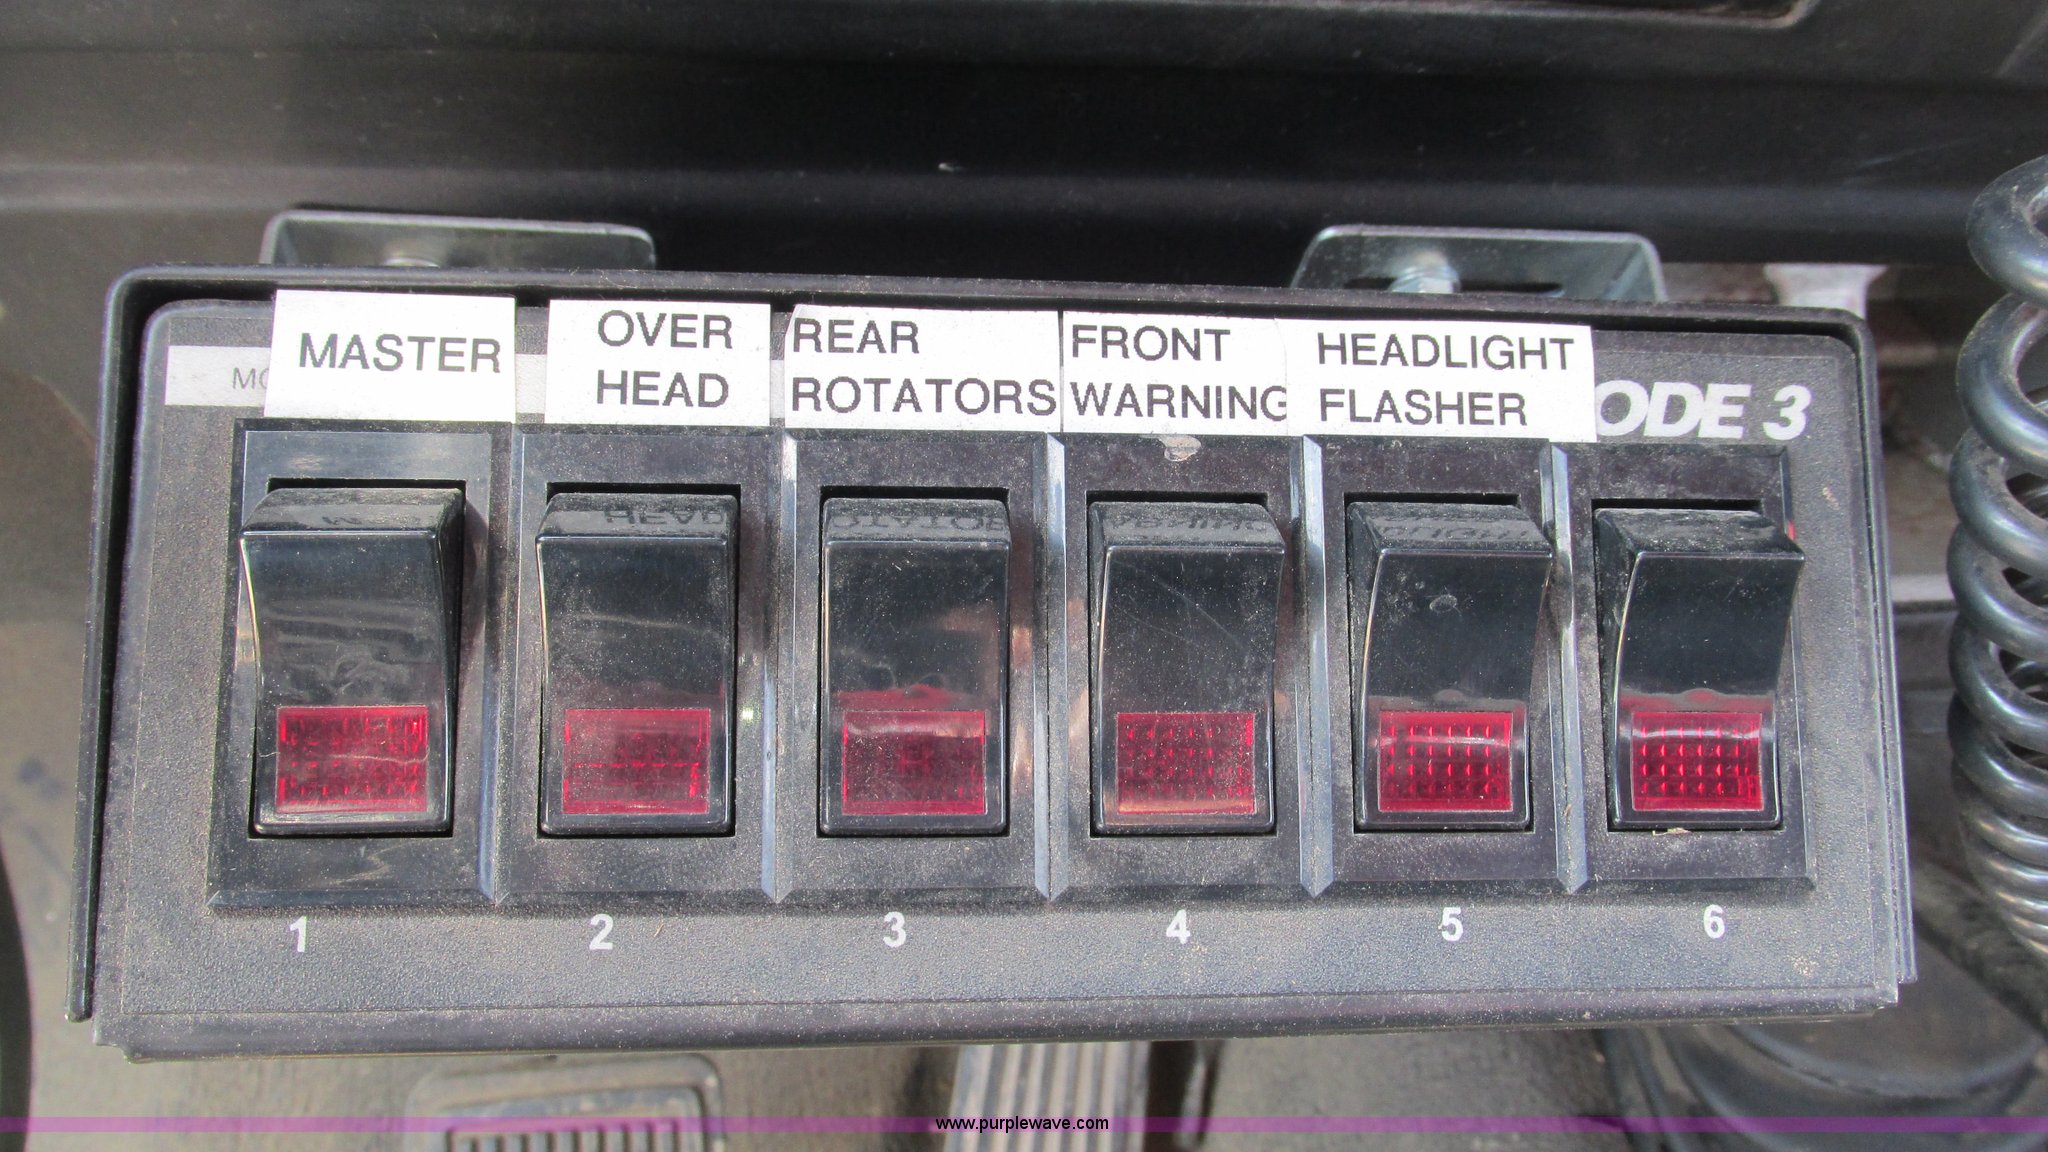 MASTER
OVER
HEAD
REAR
ROTATORS
FRONT
WARNING
HEADLIGHT
FLASHER
ODE 3
1 2 3 4 5 6
www.purplewave.com